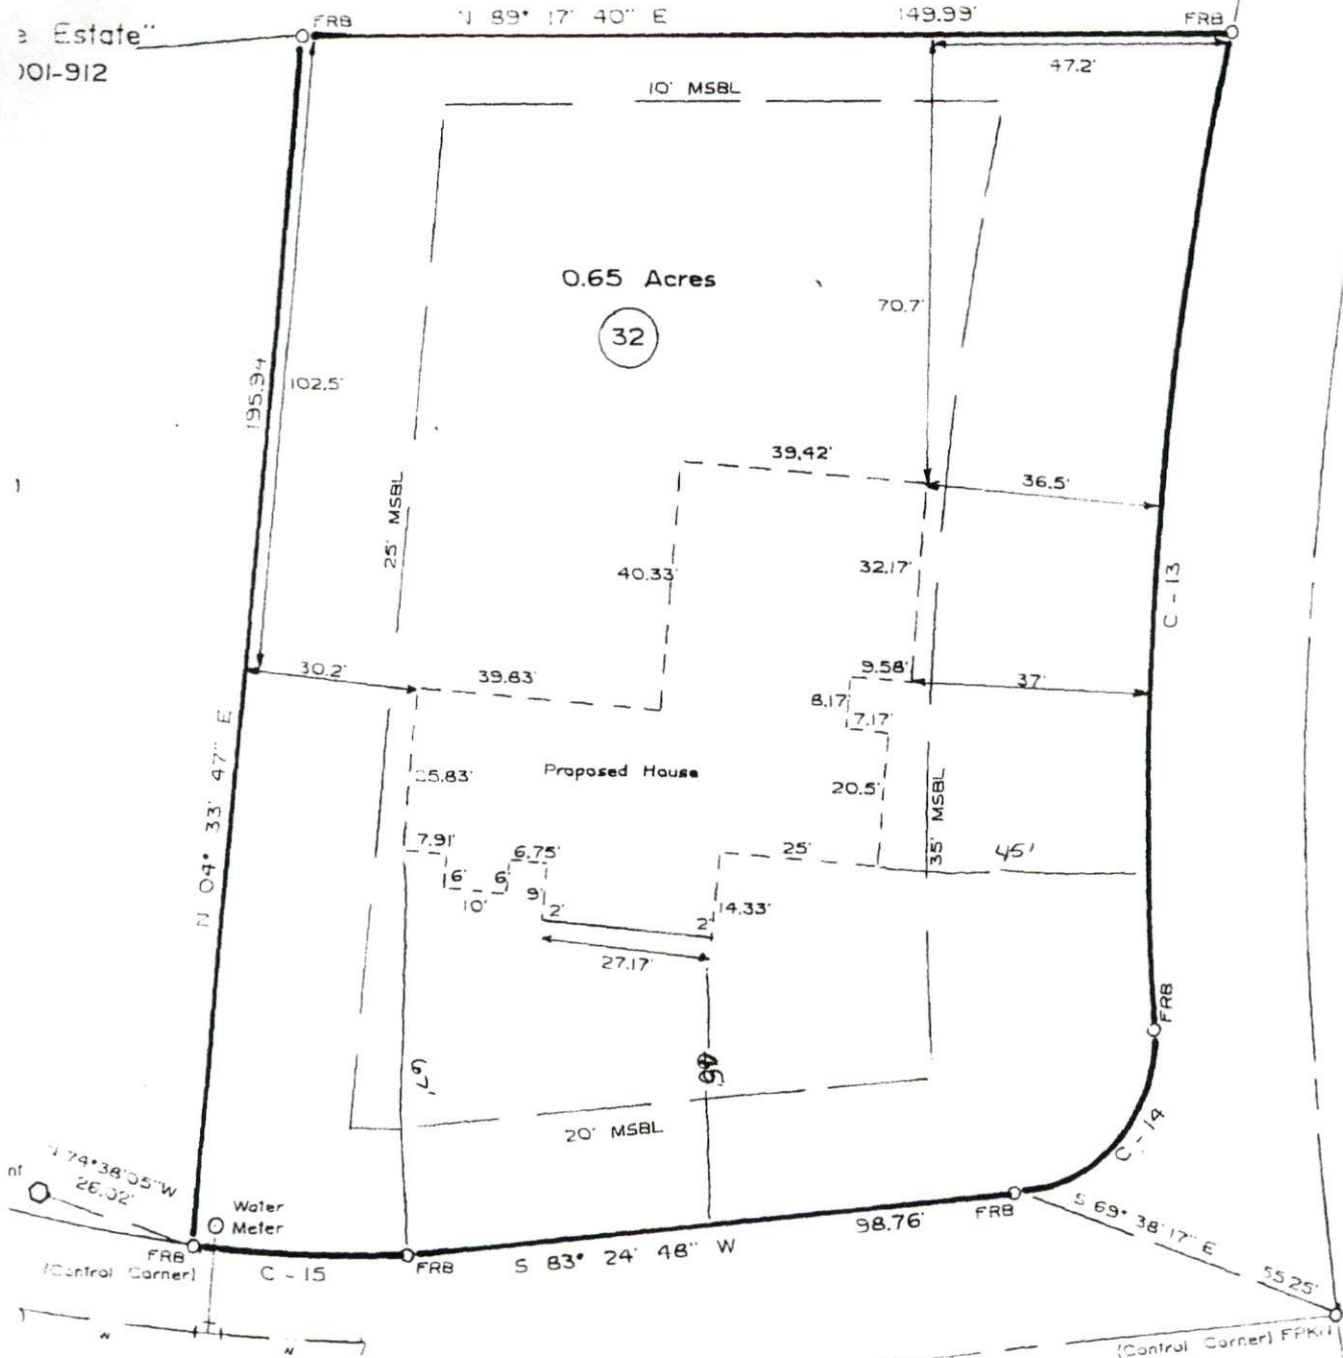 Estate"
001-912
FRB
N 89° 17' 40" E
149.99'
FRB
47.2'
10' MSBL
0.65 Acres
32
70.7'
195.94'
102.5'
25' MSBL
39.42'
36.5'
40.33'
32.17'
C - 13
30.2'
39.83'
9.58'
37'
8.17'
7.17'
N 04° 33' 47" E
Proposed House
25.83'
20.5'
35' MSBL
45'
7.91'
6.75'
25'
6'
6'
10'
9'
2'
2'
14.33'
27.17'
FRB
67'
20' MSBL
C - 14
N 74°38'05"W
26.02'
nt
Water
Meter
FRB
(Control Corner)
C - 15
FRB
S 83° 24' 48" W
98.76'
FRB
S 69° 38' 17" E
55.25'
(Control Corner)